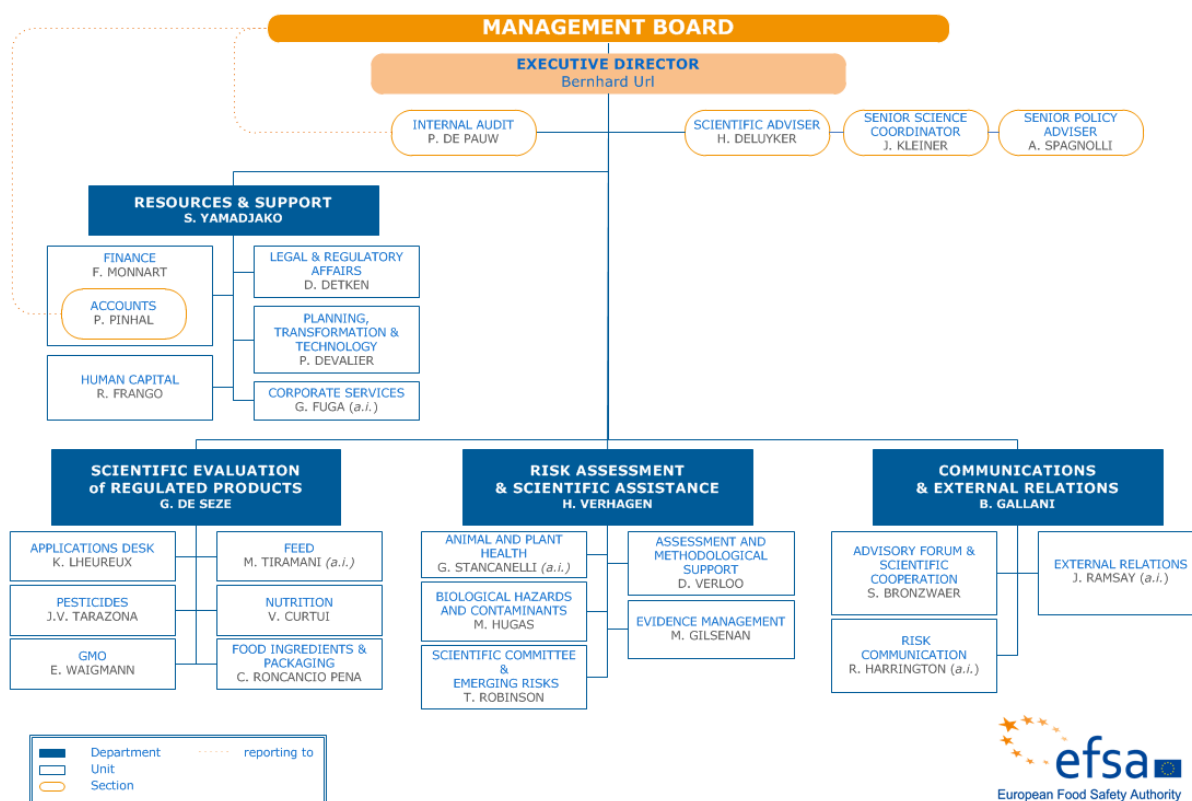 MANAGEMENT BOARD
EXECUTIVE DIRECTOR
Bernhard Url
INTERNAL AUDIT
P. DE PAUW
SCIENTIFIC ADVISER
H. DELUYKER
SENIOR SCIENCE
COORDINATOR
J. KLEINER
SENIOR POLICY
ADVISER
A. SPAGNOLLI
RESOURCES & SUPPORT
S. YAMADJAKO
FINANCE
F. MONNART
ACCOUNTS
P. PINHAL
LEGAL & REGULATORY
AFFAIRS
D. DETKEN
PLANNING,
TRANSFORMATION &
TECHNOLOGY
P. DEVALIER
HUMAN CAPITAL
R. FRANGO
CORPORATE SERVICES
G. FUGA (a.i.)
SCIENTIFIC EVALUATION
of REGULATED PRODUCTS
G. DE SEZE
APPLICATIONS DESK
K. LHEUREUX
FEED
M. TIRAMANI (a.i.)
PESTICIDES
J.V. TARAZONA
NUTRITION
V. CURTUI
GMO
E. WAIGMANN
FOOD INGREDIENTS &
PACKAGING
C. RONCANCIO PENA
RISK ASSESSMENT
& SCIENTIFIC ASSISTANCE
H. VERHAGEN
ANIMAL AND PLANT
HEALTH
G. STANCANELLI (a.i.)
ASSESSMENT AND
METHODOLOGICAL
SUPPORT
D. VERLOO
BIOLOGICAL HAZARDS
AND CONTAMINANTS
M. HUGAS
EVIDENCE MANAGEMENT
M. GILSENAN
SCIENTIFIC COMMITTEE
&
EMERGING RISKS
T. ROBINSON
COMMUNICATIONS
& EXTERNAL RELATIONS
B. GALLANI
ADVISORY FORUM &
SCIENTIFIC
COOPERATION
S. BRONZWAER
EXTERNAL RELATIONS
J. RAMSAY (a.i.)
RISK
COMMUNICATION
R. HARRINGTON (a.i.)
Department
reporting to
Unit
Section
efsa
European Food Safety Authority